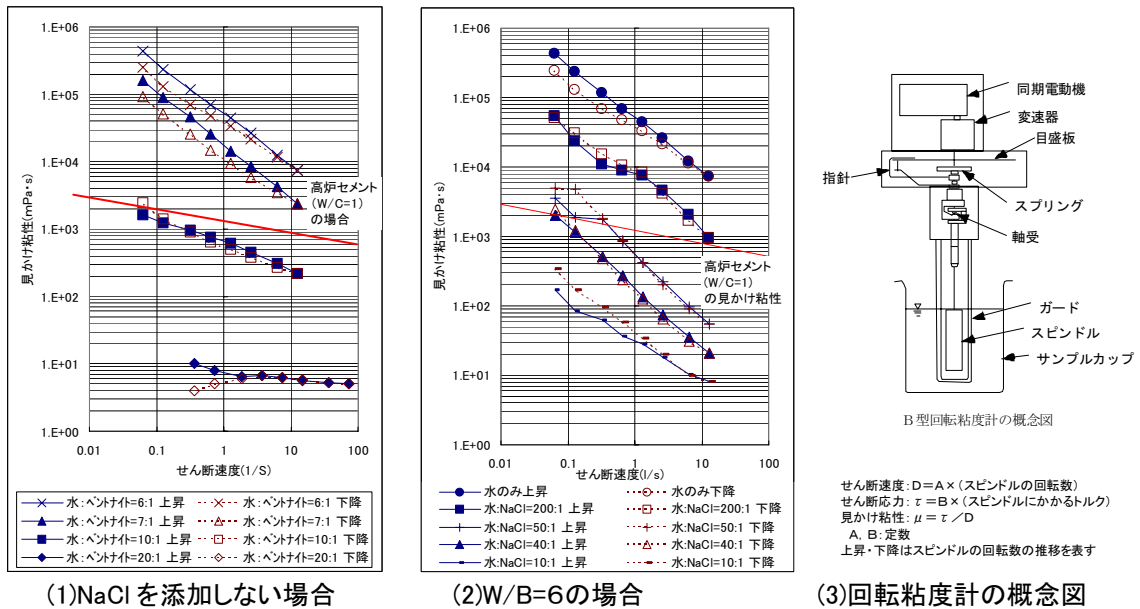 1.E+06
1.E+05
1.E+04
1.E+03
1.E+02
1.E+01
1.E+00
見かけ粘性(mPa・s)
高炉セメント
(W/C=1)
の場合
0.01
0.1
1
10
100
せん断速度(1/S)
水:ベントナイト=6:1 上昇
水:ベントナイト=6:1 下降
水:ベントナイト=7:1 上昇
水:ベントナイト=7:1 下降
水:ベントナイト=10:1 上昇
水:ベントナイト=10:1 下降
水:ベントナイト=20:1 上昇
水:ベントナイト=20:1 下降
(1)NaClを添加しない場合
1.E+06
1.E+05
1.E+04
1.E+03
1.E+02
1.E+01
1.E+00
見かけ粘性(mPa・s)
高炉セメント
(W/C=1)
の見かけ粘性
0.01
0.1
1
10
100
せん断速度(l/s)
水のみ上昇
水のみ下降
水:NaCl=200:1 上昇
水:NaCl=200:1 下降
水:NaCl=50:1 上昇
水:NaCl=50:1 下降
水:NaCl=40:1 上昇
水:NaCl=40:1 下降
水:NaCl=10:1 上昇
水:NaCl=10:1 下降
(2)W/B=6の場合
同期電動機
変速器
目盛板
指針
スプリング
軸受
ガード
スピンドル
サンプルカップ
B型回転粘度計の概念図
せん断速度:D=A×(スピンドルの回転数)
せん断応力:τ=B×(スピンドルにかかるトルク)
見かけ粘性:μ=τ/D
A, B:定数
上昇・下降はスピンドルの回転数の推移を表す
(3)回転粘度計の概念図